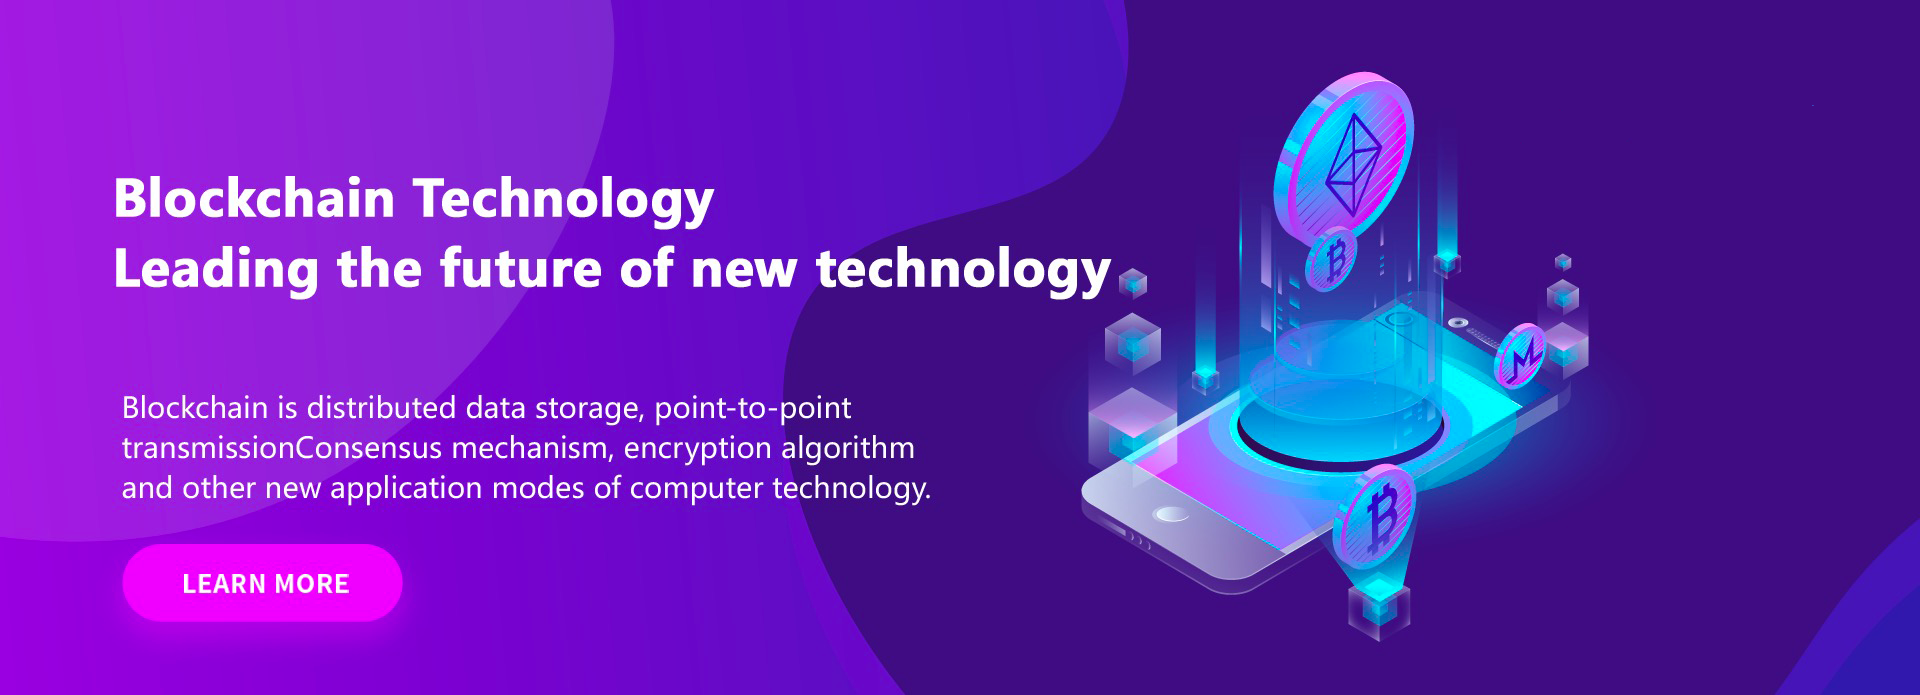 Blockchain Technology
Leading the future of new technology
Blockchain is distributed data storage, point-to-point
transmissionConsensus mechanism, encryption algorithm
and other new application modes of computer technology.
LEARN MORE